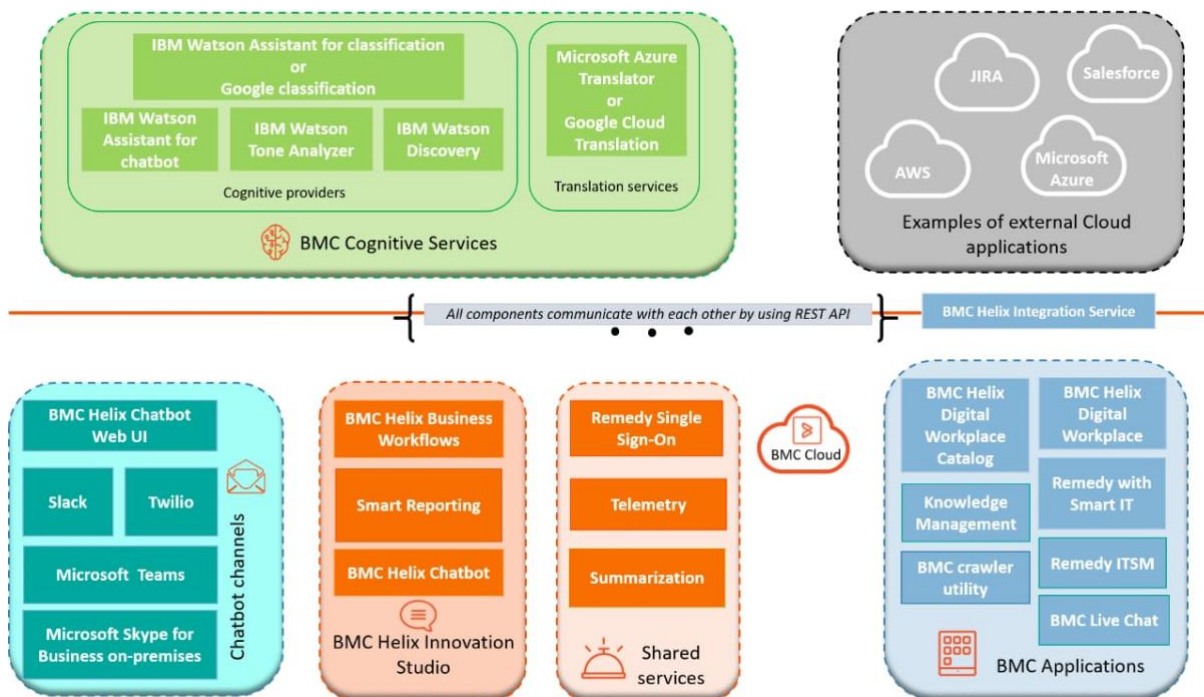 IBM Watson Assistant for classification
or
Google classification
IBM Watson
Assistant for
chatbot
IBM Watson
Tone Analyzer
IBM Watson
Discovery
Cognitive providers
Microsoft Azure
Translator
or
Google Cloud
Translation
Translation services
BMC Cognitive Services
JIRA
Salesforce
AWS
Microsoft
Azure
Examples of external Cloud
applications
All components communicate with each other by using REST API
BMC Helix Integration Service
BMC Helix Chatbot
Web UI
Slack
Twilio
Microsoft Teams
Microsoft Skype for
Business on-premises
Chatbot channels
BMC Helix Business
Workflows
Smart Reporting
BMC Helix Chatbot
BMC Helix Innovation
Studio
Remedy Single
Sign-On
Telemetry
Summarization
Shared
services
BMC Cloud
BMC Helix
Digital
Workplace
Catalog
BMC Helix
Digital
Workplace
Knowledge
Management
Remedy with
Smart IT
BMC crawler
utility
Remedy ITSM
BMC Live Chat
BMC Applications